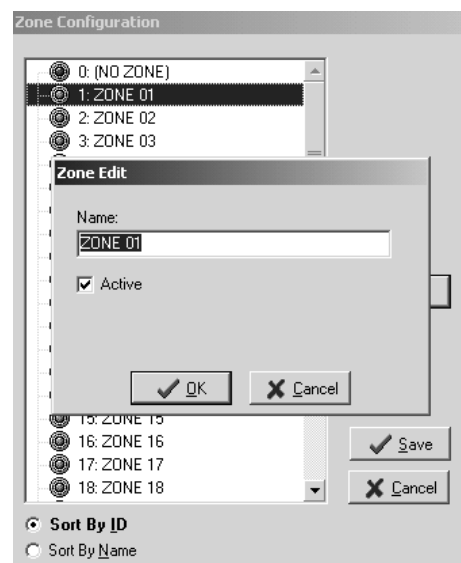 Zone Configuration
0: (NO ZONE)
1: ZONE 01
2: ZONE 02
3: ZONE 03
Zone Edit
Name:
ZONE 01
Active
OK
Cancel
15: ZONE 15
16: ZONE 16
17: ZONE 17
18: ZONE 18
Save
Cancel
Sort By ID
Sort By Name